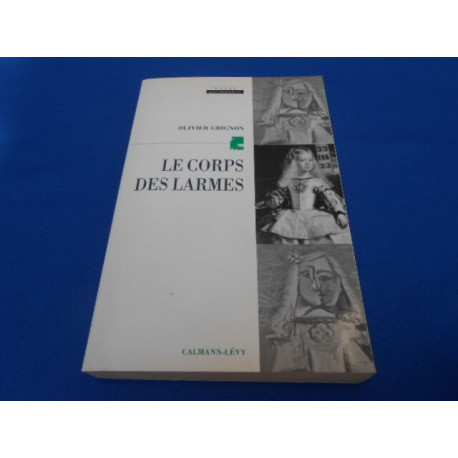 OLIVIER GRIGNON
LE CORPS
DES LARMES
CALMANN-LÉVY